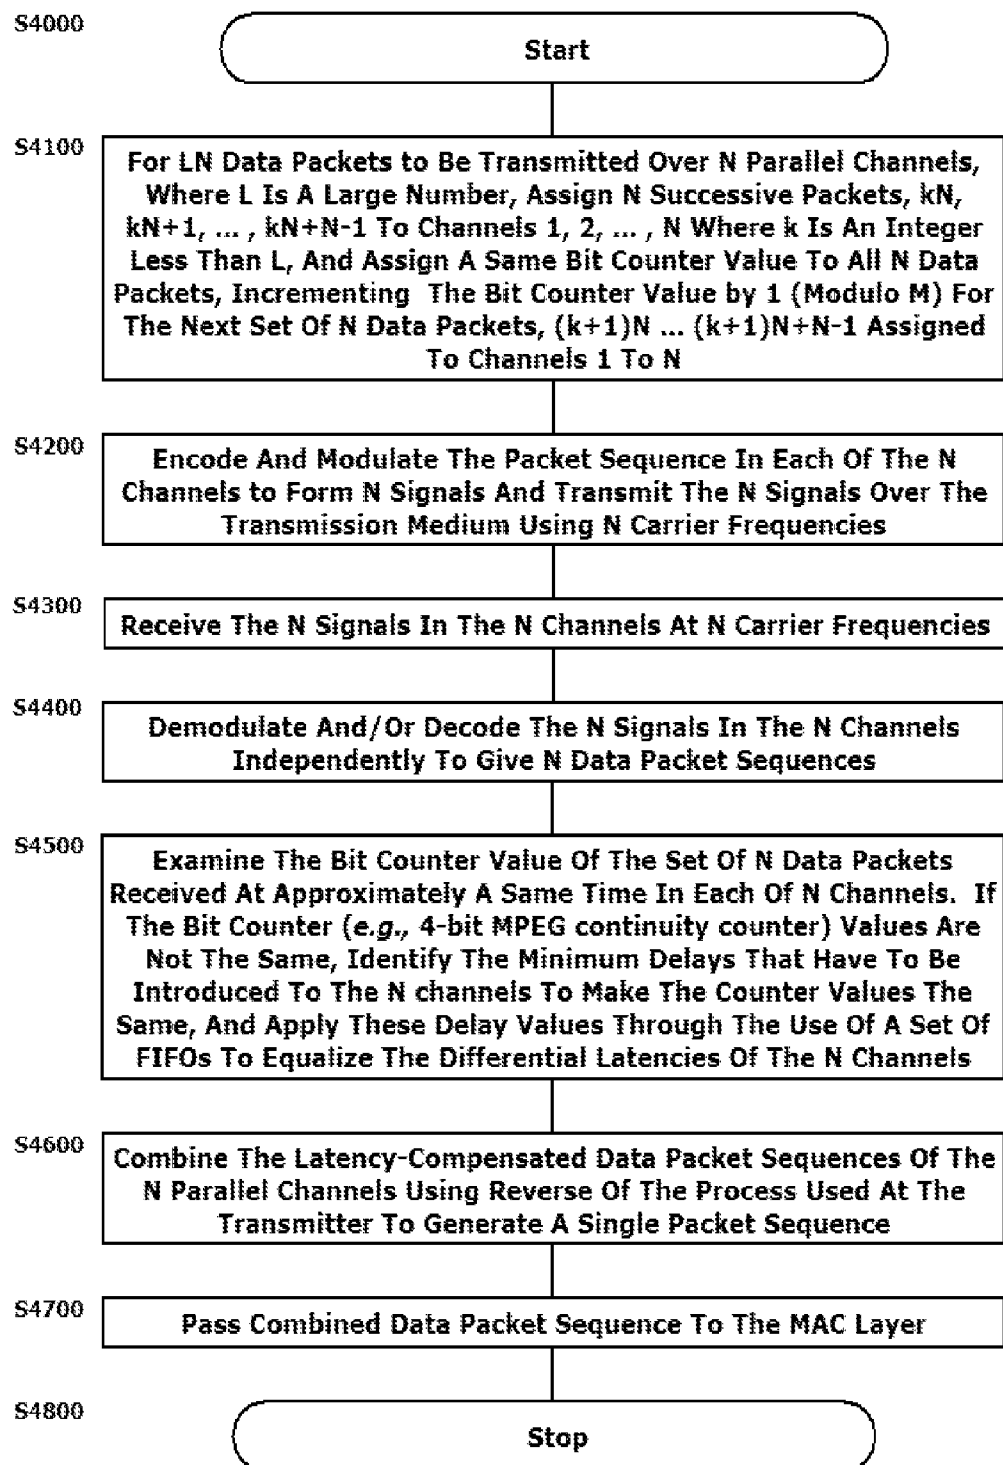 S4000
Start
S4100
For LN Data Packets to Be Transmitted Over N Parallel Channels,
Where L Is A Large Number, Assign N Successive Packets, kN,
kN+1, ... , kN+N-1 To Channels 1, 2, ... , N Where k Is An Integer
Less Than L, And Assign A Same Bit Counter Value To All N Data
Packets, Incrementing The Bit Counter Value by 1 (Modulo M) For
The Next Set Of N Data Packets, (k+1)N ... (k+1)N+N-1 Assigned
To Channels 1 To N
S4200
Encode And Modulate The Packet Sequence In Each Of The N
Channels to Form N Signals And Transmit The N Signals Over The
Transmission Medium Using N Carrier Frequencies
S4300
Receive The N Signals In The N Channels At N Carrier Frequencies
S4400
Demodulate And/Or Decode The N Signals In The N Channels
Independently To Give N Data Packet Sequences
S4500
Examine The Bit Counter Value Of The Set Of N Data Packets
Received At Approximately A Same Time In Each Of N Channels. If
The Bit Counter (e.g., 4-bit MPEG continuity counter) Values Are
Not The Same, Identify The Minimum Delays That Have To Be
Introduced To The N channels To Make The Counter Values The
Same, And Apply These Delay Values Through The Use Of A Set Of
FIFOs To Equalize The Differential Latencies Of The N Channels
S4600
Combine The Latency-Compensated Data Packet Sequences Of The
N Parallel Channels Using Reverse Of The Process Used At The
Transmitter To Generate A Single Packet Sequence
S4700
Pass Combined Data Packet Sequence To The MAC Layer
S4800
Stop